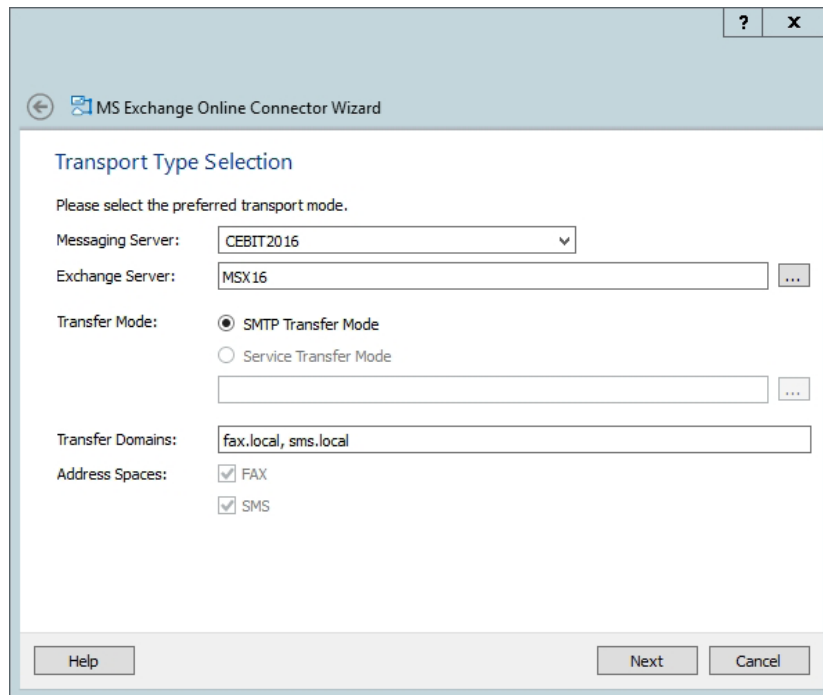 ? x
MS Exchange Online Connector Wizard
Transport Type Selection
Please select the preferred transport mode.
Messaging Server: CEBIT2016
Exchange Server: MSX16 ...
Transfer Mode: SMTP Transfer Mode
Service Transfer Mode
...
Transfer Domains: fax.local, sms.local
Address Spaces: FAX
SMS
Help Next Cancel